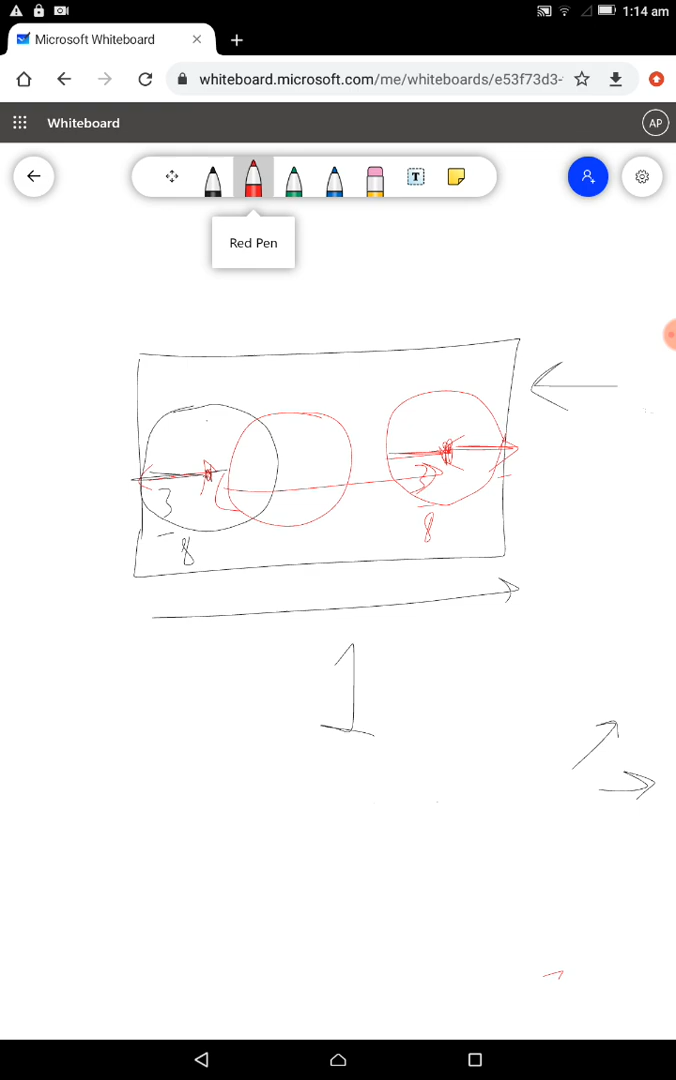 1:14 am
Microsoft Whiteboard
whiteboard.microsoft.com/me/whiteboards/e53f73d3-
Whiteboard
AP
T
Red Pen
3
8
3
8
1